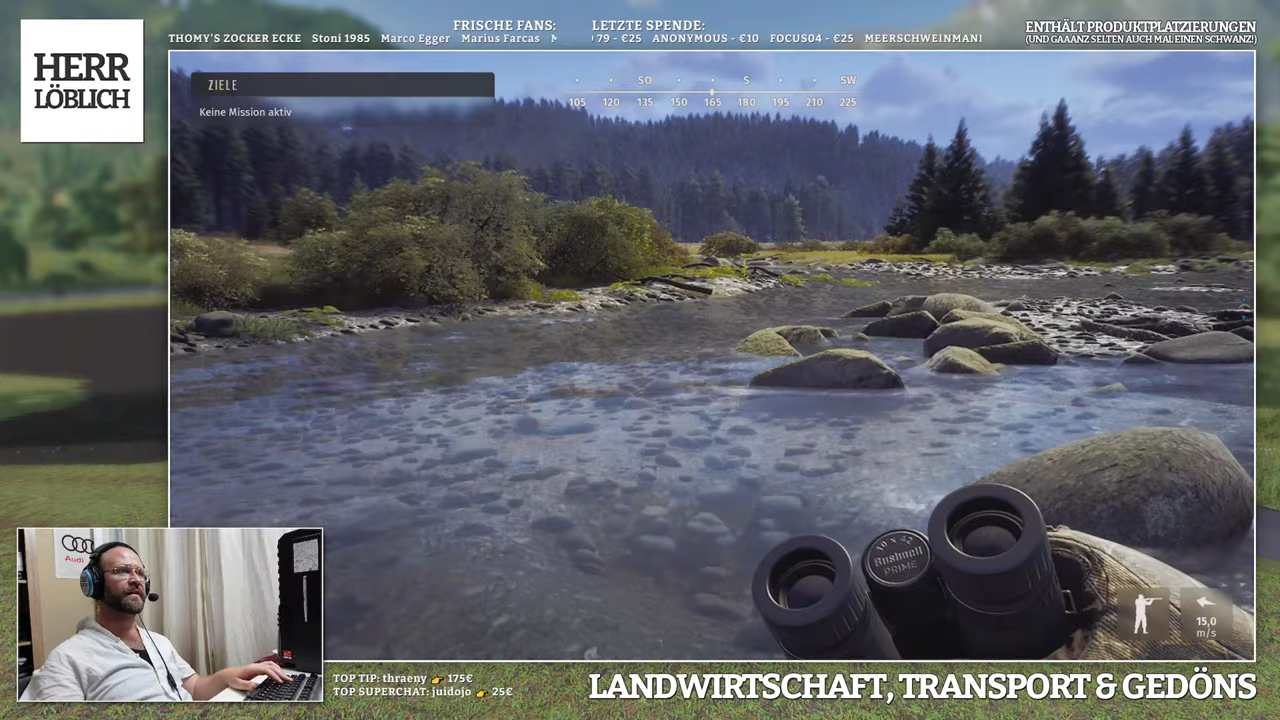 HERR
LÖBLICH
FRISCHE FANS:
THOMY'S ZOCKER ECKE Stoni 1985 Marco Egger Marius Farcas
LETZTE SPENDE:
79 - €25 ANONYMOUS - €10 FOCUS04 - €25 MEERSCHWEINMANI
ENTHÄLT PRODUKTPLATZIERUNGEN
(UND GAAANZ SELTEN AUCH MAL EINEN SCHWANZ)
ZIELE
Keine Mission aktiv
SO S SW
105 120 135 150 165 180 195 210 225
10 x 42
Bushnell
PRIME
15,0
m/s
Audi
TOP TIP: thraeny 👉 175€
TOP SUPERCHAT: juidojo 👉 25€
LANDWIRTSCHAFT, TRANSPORT & GEDÖNS